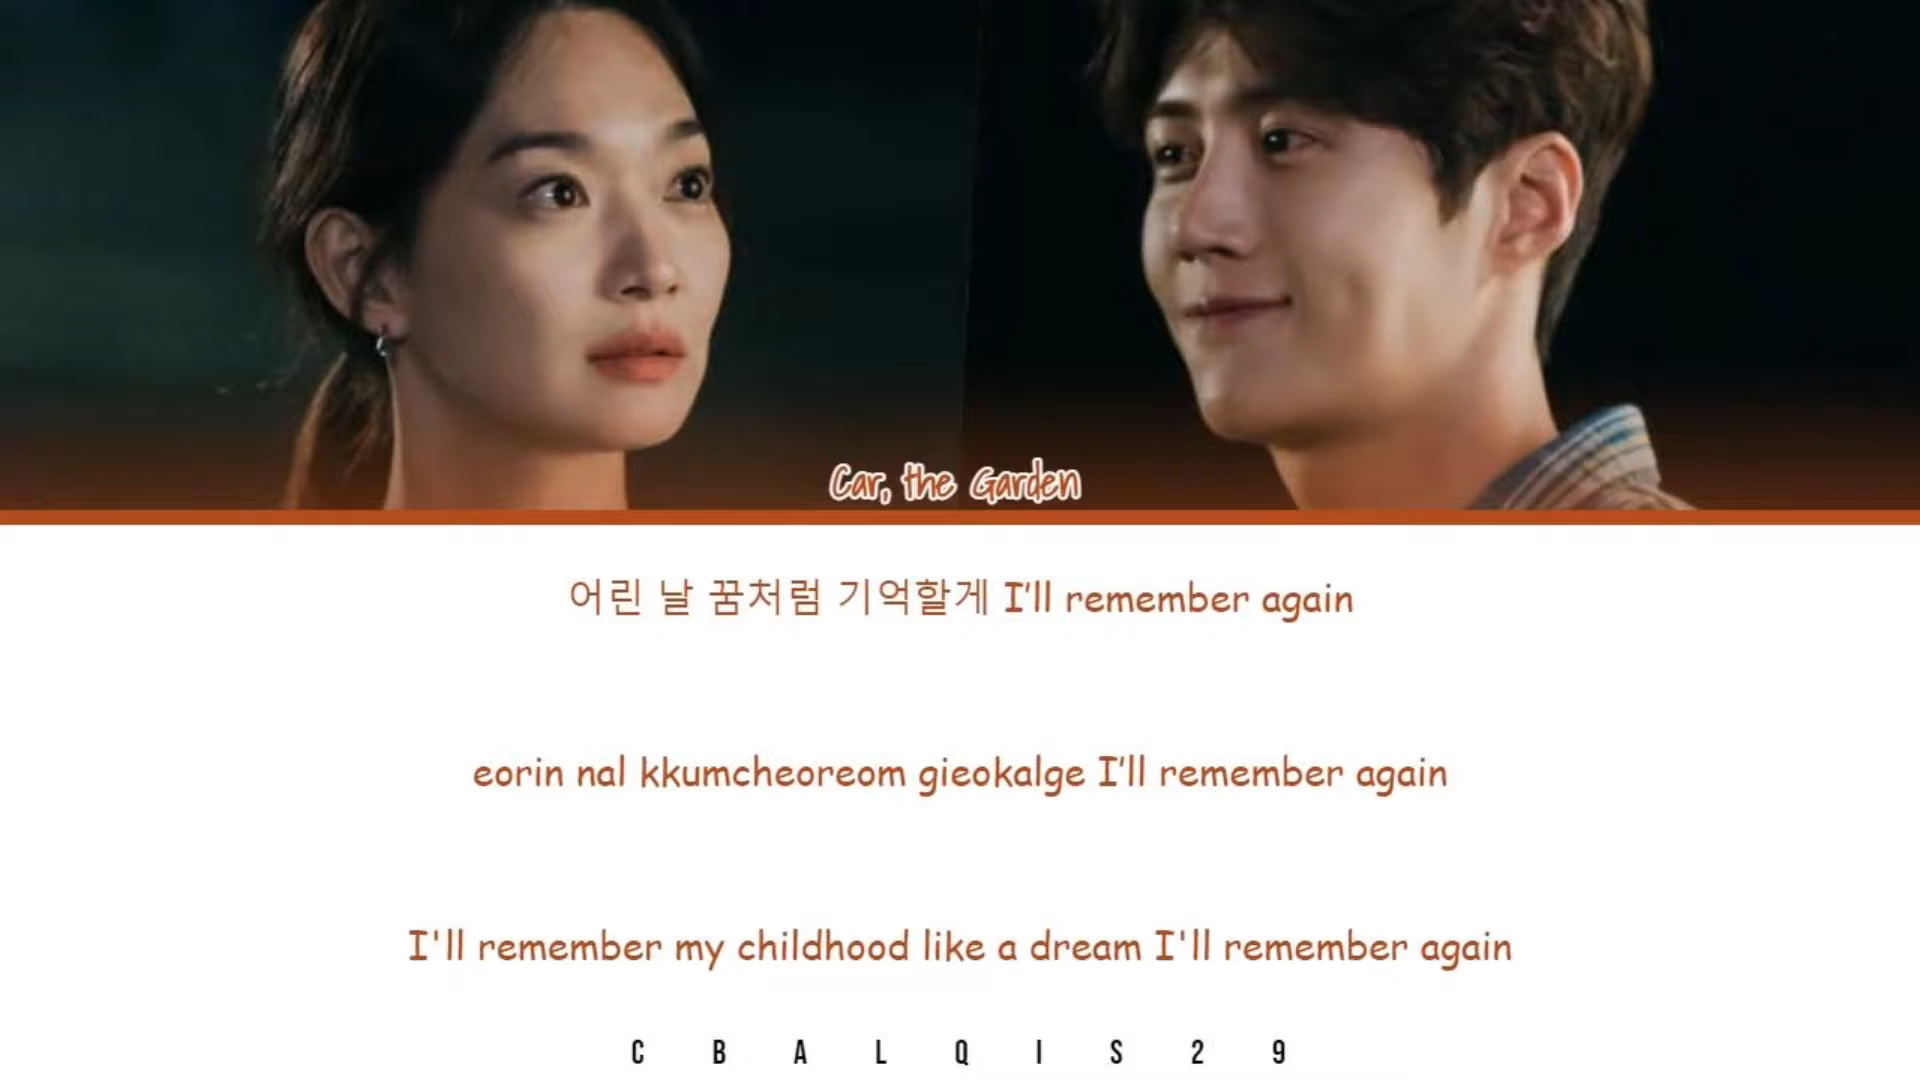 Car, the Garden
어린 날 꿈처럼 기억할게 I'll remember again
eorin nal kkumcheoreom gieokalge I'll remember again
I'll remember my childhood like a dream I'll remember again
C B A L Q I S 2 9